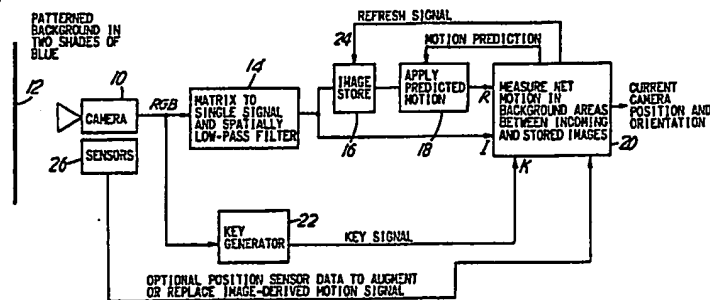 PATTERNED
BACKGROUND IN
TWO SHADES OF
BLUE
12
10
CAMERA
RGB
26
SENSORS
14
MATRIX TO
SINGLE SIGNAL
AND SPATIALLY
LOW-PASS FILTER
REFRESH SIGNAL
24
MOTION PREDICTION
IMAGE
STORE
16
APPLY
PREDICTED
MOTION
18
R
I
K
MEASURE NET
MOTION IN
BACKGROUND AREAS
BETWEEN INCOMING
AND STORED IMAGES
20
CURRENT
CAMERA
POSITION AND
ORIENTATION
22
KEY
GENERATOR
KEY SIGNAL
OPTIONAL POSITION SENSOR DATA TO AUGMENT
OR REPLACE IMAGE-DERIVED MOTION SIGNAL